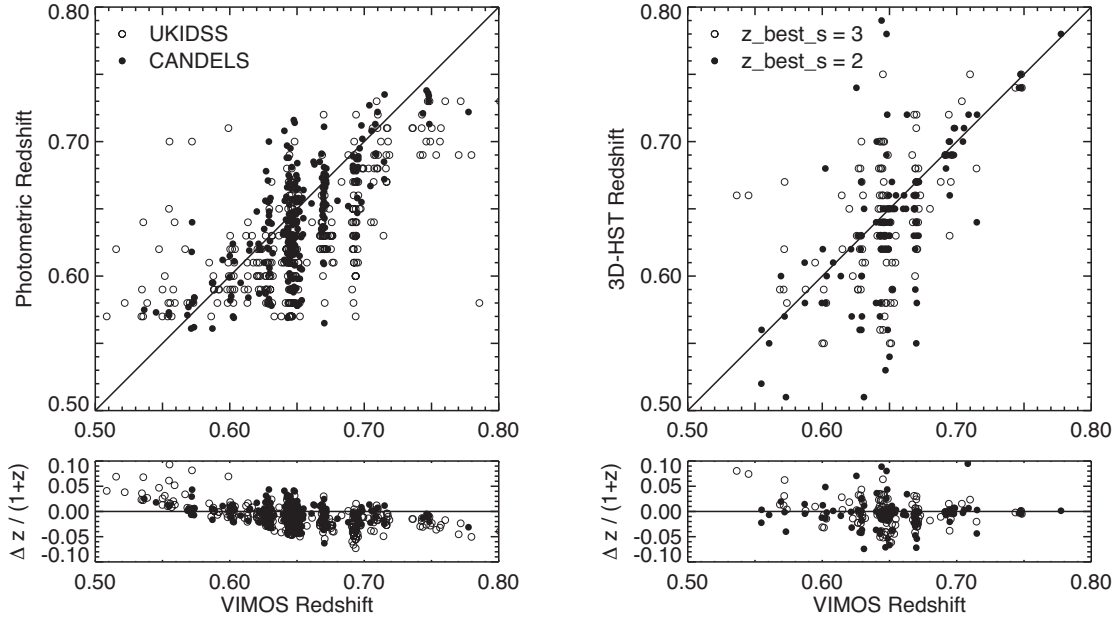 0.80
0.70
0.60
0.50
Photometric Redshift
UKIDSS
CANDELS
0.50 0.60 0.70 0.80
0.10
0.05
0.00
-0.05
-0.10
Δ z / (1+z)
0.50 0.60 0.70 0.80
VIMOS Redshift
0.80
0.70
0.60
0.50
3D-HST Redshift
z_best_s = 3
z_best_s = 2
0.50 0.60 0.70 0.80
0.10
0.05
0.00
-0.05
-0.10
Δ z / (1+z)
0.50 0.60 0.70 0.80
VIMOS Redshift